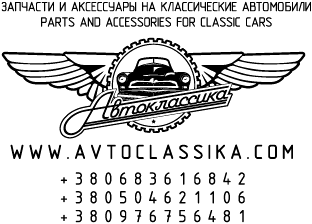 ЗАПЧАСТИ И АКСЕССУАРЫ НА КЛАССИЧЕСКИЕ АВТОМОБИЛИ
PARTS AND ACCESSORIES FOR CLASSIC CARS
Автоклассика
WWW.AVTOCLASSIKA.COM
+380683616842
+380504621106
+380976756481